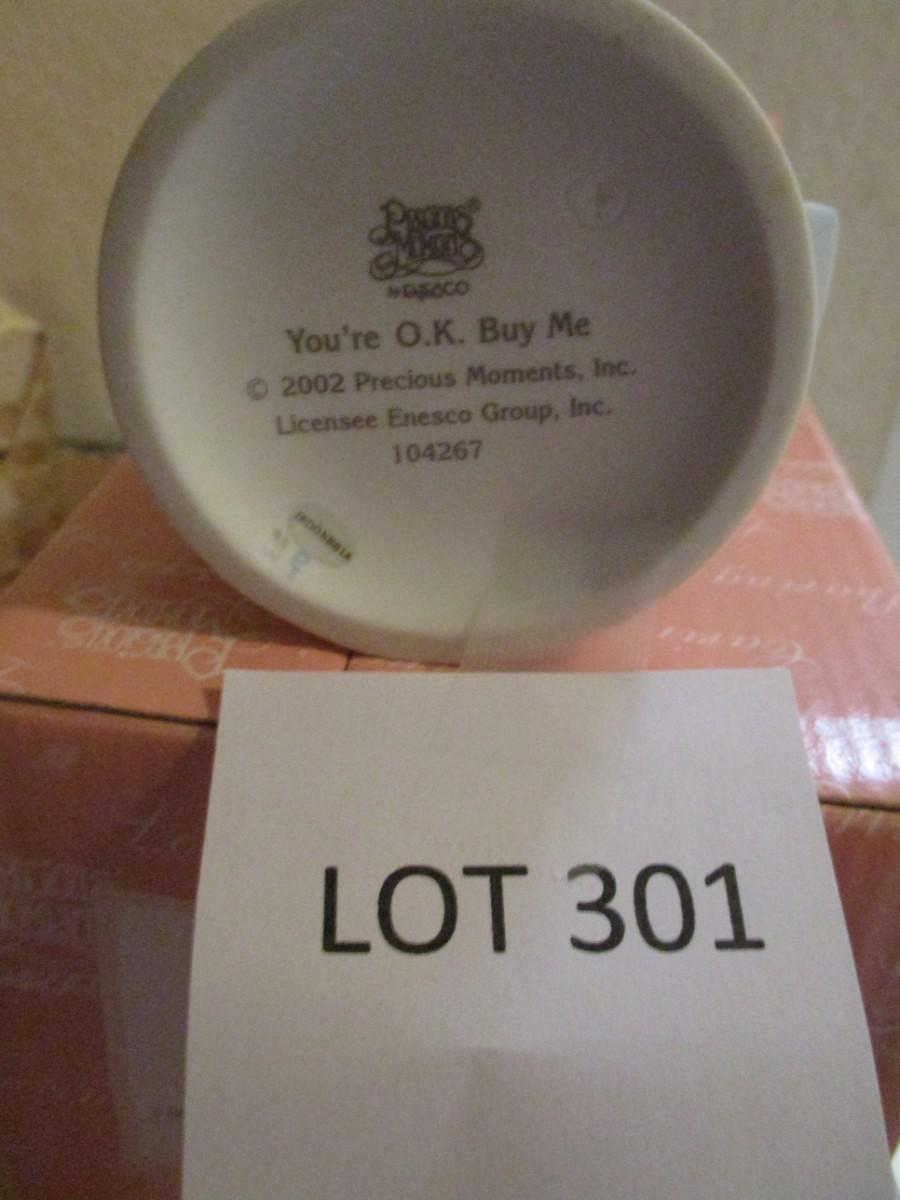 PRECIOUS
MOMENTS®
by ENESCO
You're O.K. Buy Me
© 2002 Precious Moments, Inc.
Licensee Enesco Group, Inc.
104267
PRECIOUS
LOT 301